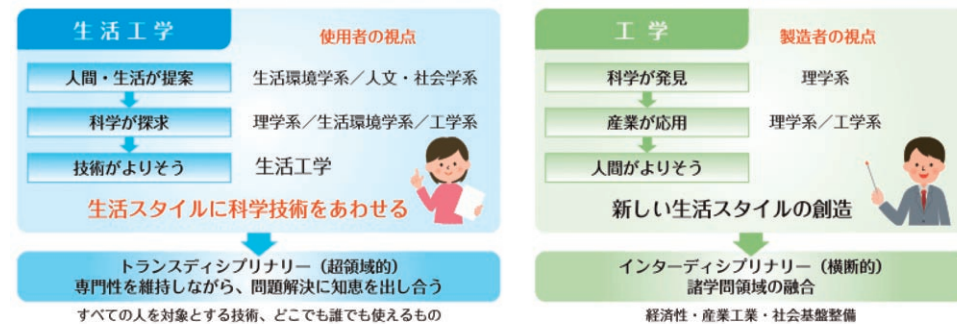 生活工学
使用者の視点
人間・生活が提案
生活環境学系／人文・社会学系
科学が探求
理学系／生活環境学系／工学系
技術がよりそう
生活工学
生活スタイルに科学技術をあわせる
トランスディシプリナリー（超領域的）
専門性を維持しながら、問題解決に知恵を出し合う
すべての人を対象とする技術、どこでも誰でも使えるもの
工学
製造者の視点
科学が発見
理学系
産業が応用
理学系／工学系
人間がよりそう
新しい生活スタイルの創造
インターディシプリナリー（横断的）
諸学問領域の融合
経済性・産業工業・社会基盤整備